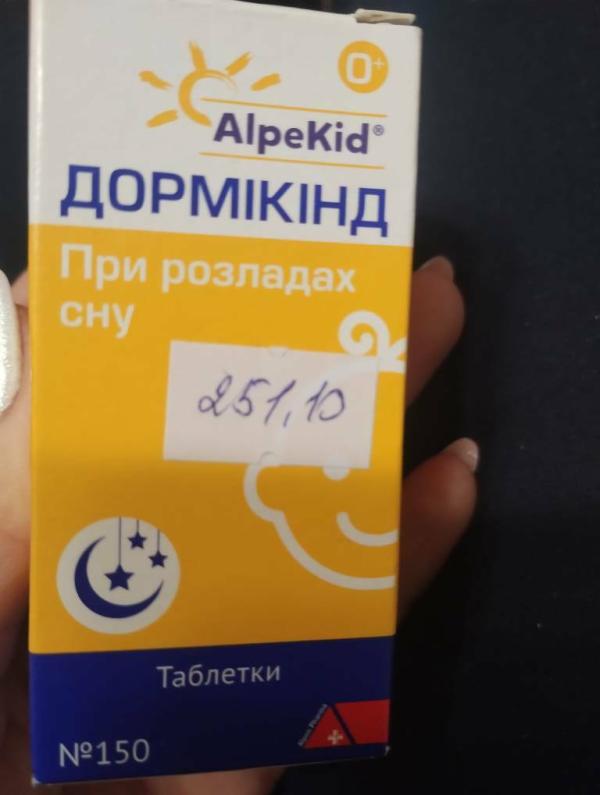 0+
AlpeKid®
ДОРМІКІНД
При розладах
сну
251,10
Таблетки
№150